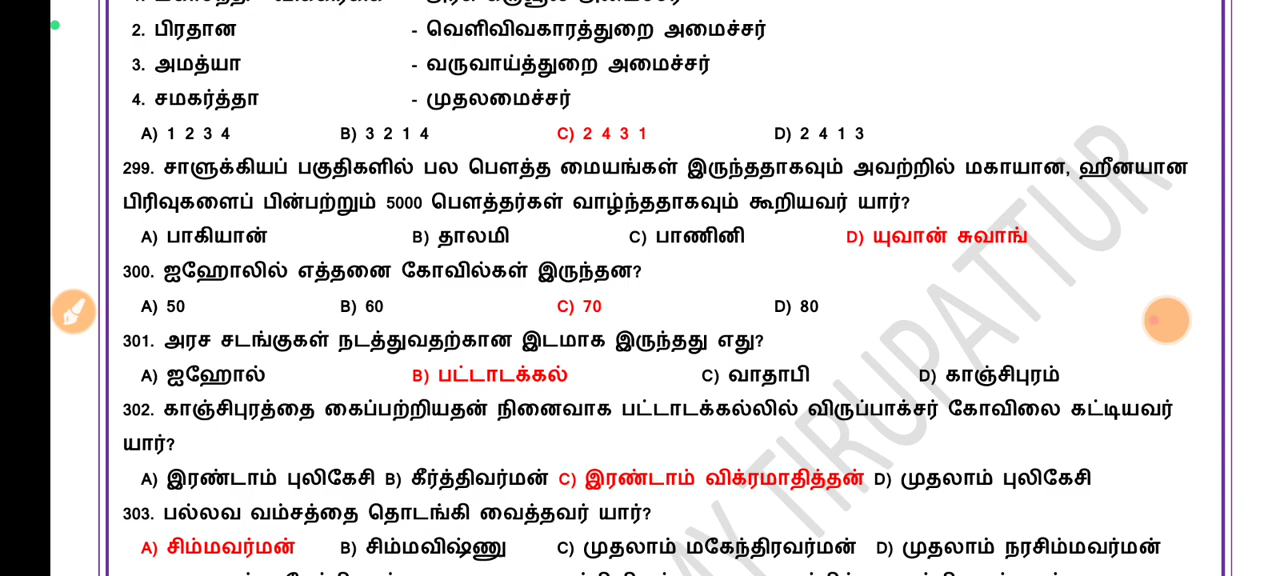 2. பிரதான - வெளிவிவகாரத்துறை அமைச்சர்
3. அமத்யா - வருவாய்த்துறை அமைச்சர்
4. சமகர்த்தா - முதலமைச்சர்
A) 1 2 3 4 B) 3 2 1 4 C) 2 4 3 1 D) 2 4 1 3
299. சாளுக்கியப் பகுதிகளில் பல பௌத்த மையங்கள் இருந்ததாகவும் அவற்றில் மகாயான, ஹீனயான
பிரிவுகளைப் பின்பற்றும் 5000 பௌத்தர்கள் வாழ்ந்ததாகவும் கூறியவர் யார்?
A) பாகியான் B) தாலமி C) பாணினி D) யுவான் சுவாங்
300. ஐஹோலில் எத்தனை கோவில்கள் இருந்தன?
A) 50 B) 60 C) 70 D) 80
301. அரச சடங்குகள் நடத்துவதற்கான இடமாக இருந்தது எது?
A) ஐஹோல் B) பட்டாடக்கல் C) வாதாபி D) காஞ்சிபுரம்
302. காஞ்சிபுரத்தை கைப்பற்றியதன் நினைவாக பட்டாடக்கல்லில் விருப்பாக்சர் கோவிலை கட்டியவர்
யார்?
A) இரண்டாம் புலிகேசி B) கீர்த்திவர்மன் C) இரண்டாம் விக்ரமாதித்தன் D) முதலாம் புலிகேசி
303. பல்லவ வம்சத்தை தொடங்கி வைத்தவர் யார்?
A) சிம்மவர்மன் B) சிம்மவிஷ்ணு C) முதலாம் மகேந்திரவர்மன் D) முதலாம் நரசிம்மவர்மன்
MY TIRUPATTUR